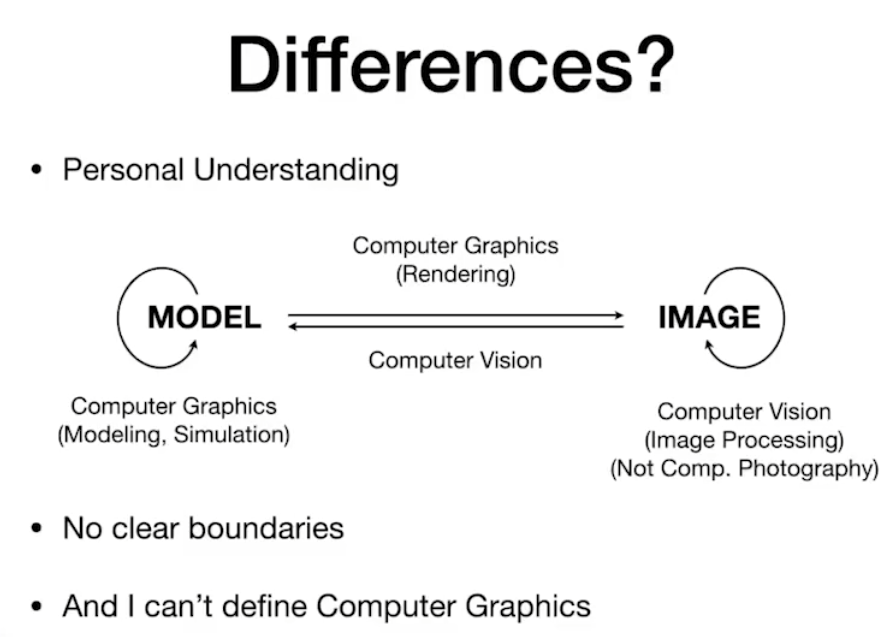 Differences?
• Personal Understanding
Computer Graphics
(Rendering)
MODEL
IMAGE
Computer Vision
Computer Graphics
(Modeling, Simulation)
Computer Vision
(Image Processing)
(Not Comp. Photography)
• No clear boundaries
• And I can't define Computer Graphics